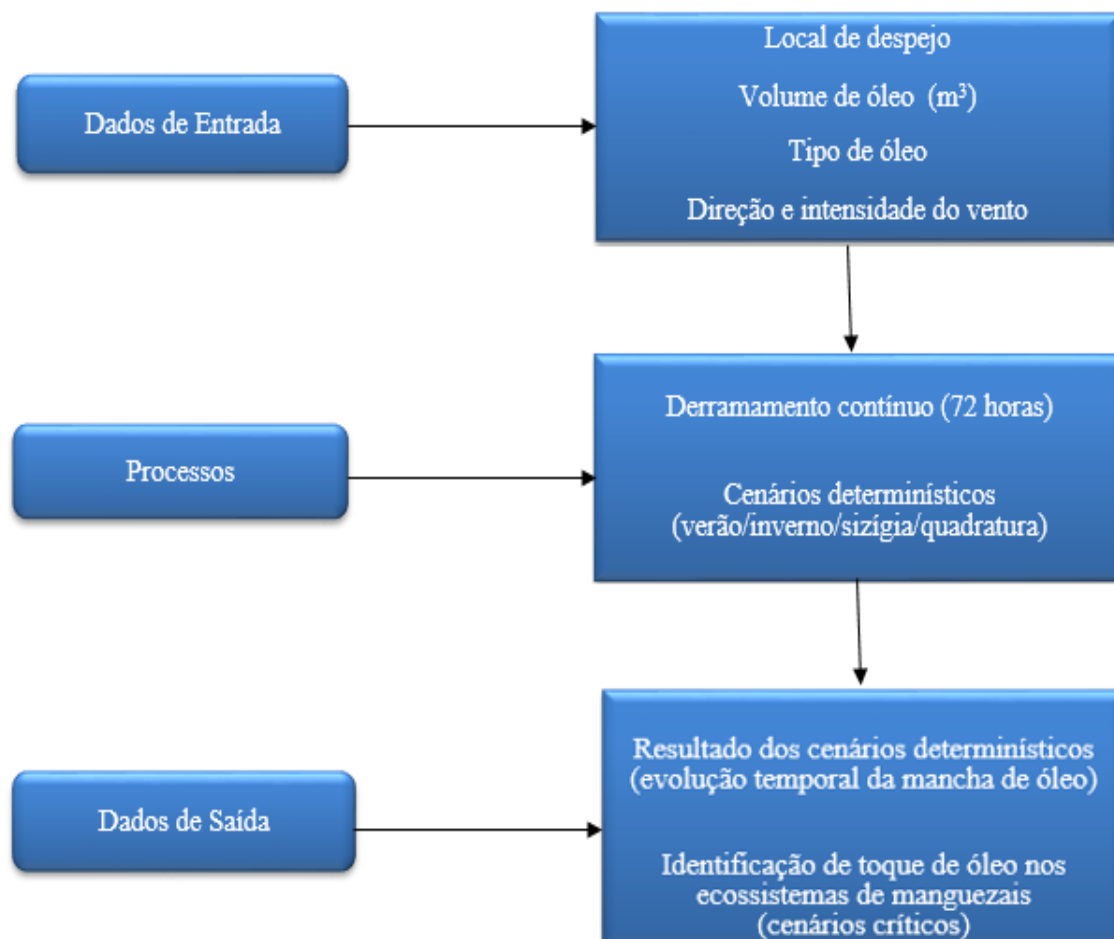 Dados de Entrada
Local de despejo
Volume de óleo (m³)
Tipo de óleo
Direção e intensidade do vento
Processos
Derramamento contínuo (72 horas)
Cenários determinísticos
(verão/inverno/sizígia/quadratura)
Dados de Saída
Resultado dos cenários determinísticos
(evolução temporal da mancha de óleo)
Identificação de toque de óleo nos
ecossistemas de manguezais
(cenários críticos)